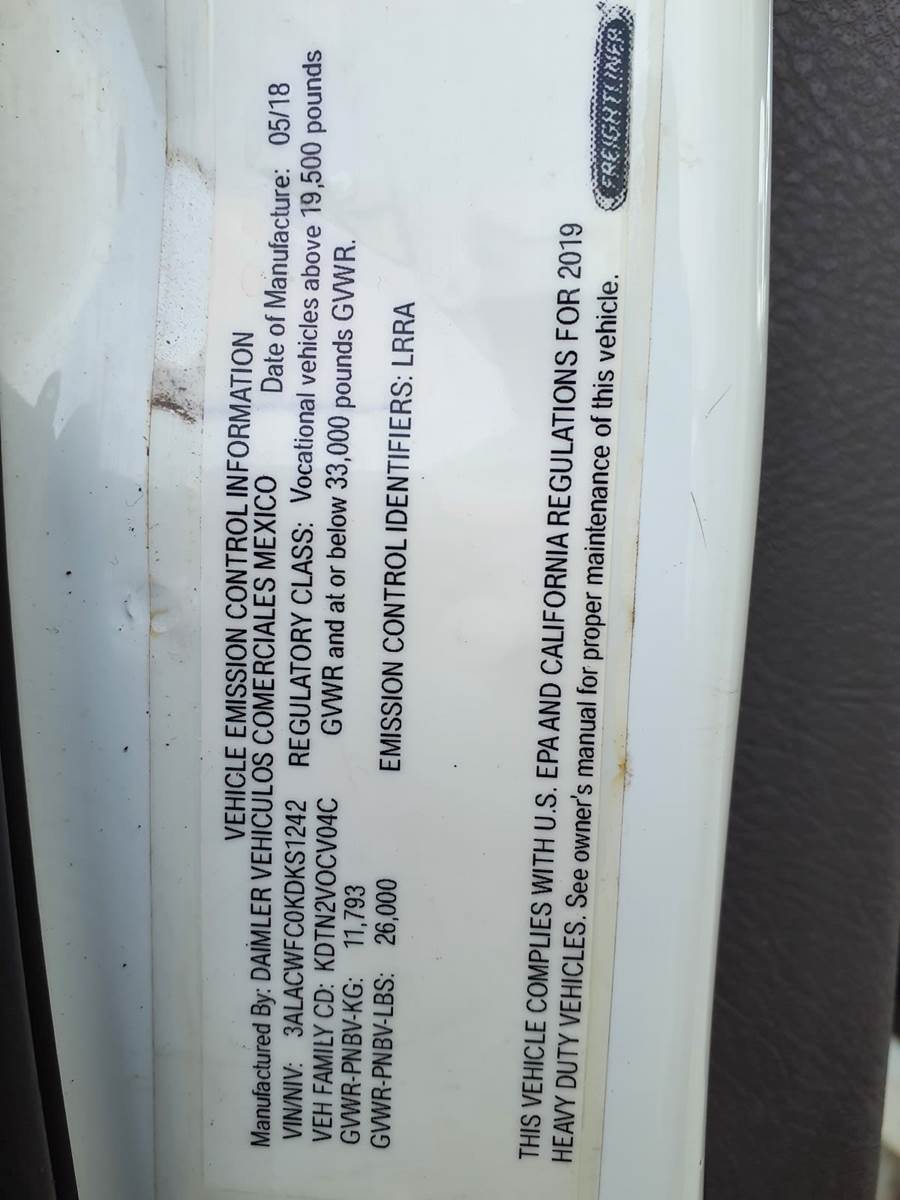 VEHICLE EMISSION CONTROL INFORMATION
Manufactured By: DAIMLER VEHICULOS COMERCIALES MEXICO Date of Manufacture: 05/18
VIN/NIV: 3ALACWFC0KDKS1242 REGULATORY CLASS: Vocational vehicles above 19,500 pounds
VEH FAMILY CD: KDTN2VOCV04C GVWR and at or below 33,000 pounds GVWR.
GVWR-PNBV-KG: 11,793
GVWR-PNBV-LBS: 26,000 EMISSION CONTROL IDENTIFIERS: LRRA
THIS VEHICLE COMPLIES WITH U.S. EPA AND CALIFORNIA REGULATIONS FOR 2019
HEAVY DUTY VEHICLES. See owner's manual for proper maintenance of this vehicle.
FREIGHTLINER